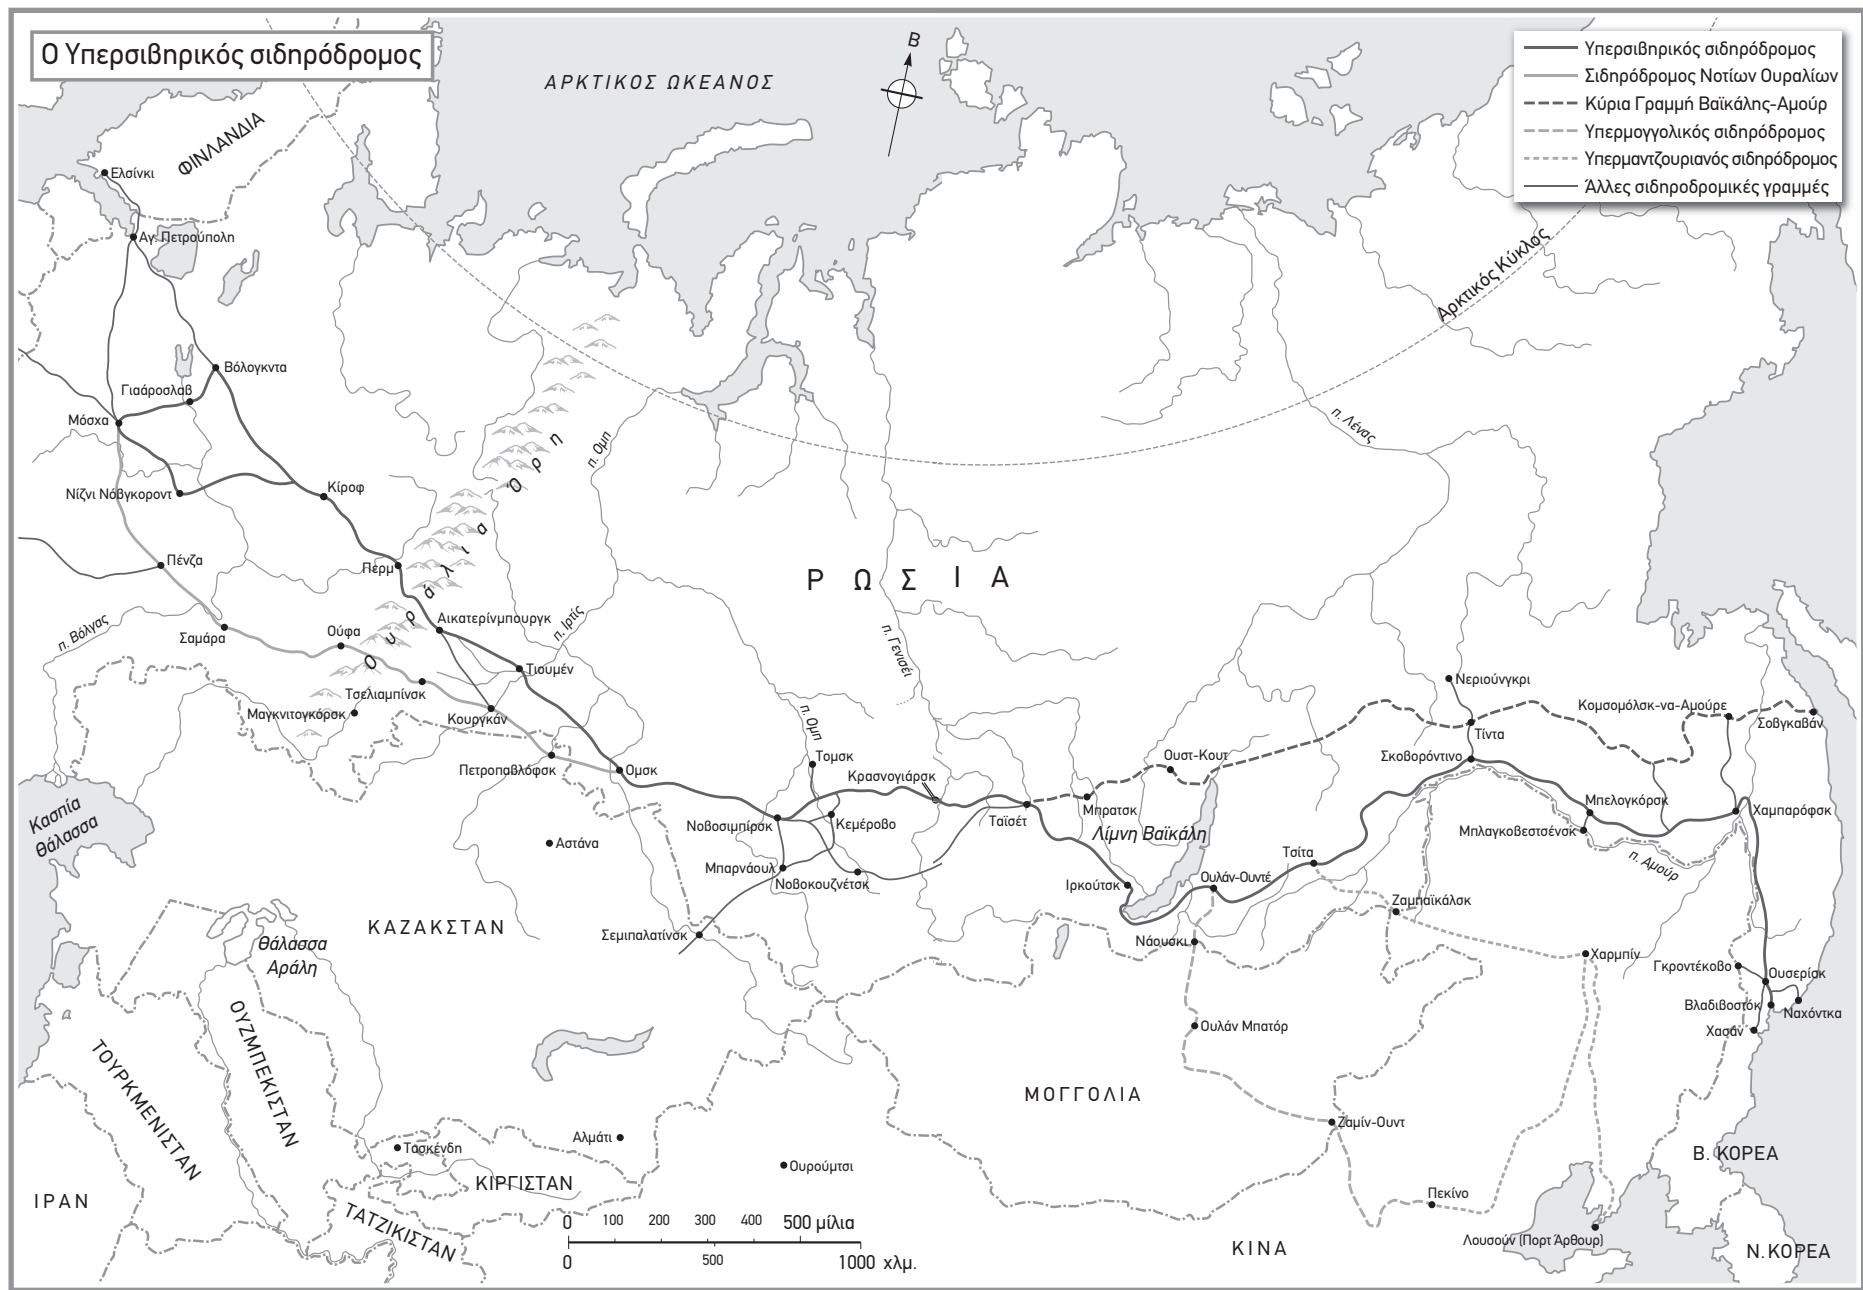 Ο Υπερσιβηρικός σιδηρόδρομος
ΑΡΚΤΙΚΟΣ ΩΚΕΑΝΟΣ
Β
Υπερσιβηρικός σιδηρόδρομος
Σιδηρόδρομος Νοτίων Ουραλίων
Κύρια Γραμμή Βαϊκάλης-Αμούρ
Υπερμογγολικός σιδηρόδρομος
Υπερμαντζουριανός σιδηρόδρομος
Άλλες σιδηροδρομικές γραμμές
ΦΙΝΛΑΝΔΙΑ
Ελσίνκι
Αγ. Πετρούπολη
Αρκτικός Κύκλος
Βόλογκντα
Γιαάροσλαβ
Μόσχα
π. Λένας
π. Ομπ
Ουράλια Όρη
Νίζνι Νόβγκοροντ
Κίροφ
Πένζα
Περμ
ΡΩΣΙΑ
Αικατερίνμπουργκ
π. Ιρτίς
π. Βόλγας
Σαμάρα
Ούφα
π. Γενισέι
Τιουμέν
Τσελιαμπίνσκ
Νεριούνγκρι
Μαγκνιτογκόρσκ
Κουργκάν
π. Ομπ
Κομσομόλσκ-να-Αμούρε
Σοβγκαβάν
Τίντα
Πετροπαβλόφσκ
Ομσκ
Τομσκ
Κρασνογιάρσκ
Ουστ-Κουτ
Σκοβορόντινο
Κασπία
Θάλασσα
Νοβοσιμπίρσκ
Κεμέροβο
Ταϊσέτ
Μπρατσκ
Λίμνη Βαϊκάλη
Μπελογκόρσκ
Χαμπαρόφσκ
Μπλαγκοβεστσένσκ
Αστάνα
Μπαρνάουλ
Νοβοκουζνέτσκ
Ιρκούτσκ
Ουλάν-Ουντέ
Τσίτα
π. Αμούρ
Ζαμπαϊκάλσκ
ΚΑΖΑΚΣΤΑΝ
Σεμιπαλατίνσκ
Νάουσκι
Θάλασσα
Αράλη
Χαρμπίν
Γκροντέκοβο
Ουσερίσκ
Βλαδιβοστόκ
Ναχόντκα
Χασάν
Ουλάν Μπατόρ
ΟΥΖΜΠΕΚΙΣΤΑΝ
ΤΟΥΡΚΜΕΝΙΣΤΑΝ
ΜΟΓΓΟΛΙΑ
Ζαμίν-Ουντ
Τασκένδη
Αλμάτι
Ουρούμτσι
Β. ΚΟΡΕΑ
ΚΙΡΓΙΣΤΑΝ
ΙΡΑΝ
ΤΑΤΖΙΚΙΣΤΑΝ
Πεκίνο
Λουσούν (Πορτ Άρθουρ)
ΚΙΝΑ
Ν.ΚΟΡΕΑ
0 100 200 300 400 500 μίλια
0 500 1000 χλμ.